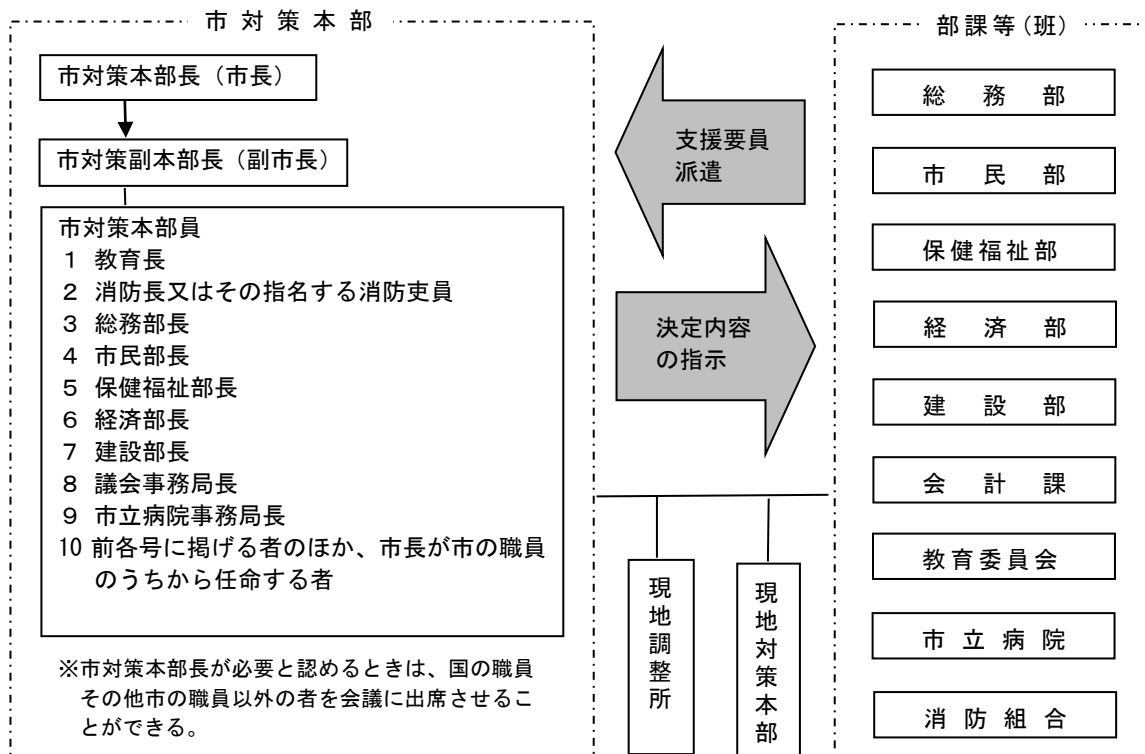 市対策本部
市対策本部長（市長）
市対策副本部長（副市長）
市対策本部員
1 教育長
2 消防長又はその指名する消防吏員
3 総務部長
4 市民部長
5 保健福祉部長
6 経済部長
7 建設部長
8 議会事務局長
9 市立病院事務局長
10 前各号に掲げる者のほか、市長が市の職員
のうちから任命する者
※市対策本部長が必要と認めるときは、国の職員
その他市の職員以外の者を会議に出席させるこ
とができる。
支援要員
派遣
決定内容
の指示
現地調整所
現地対策本部
部課等（班）
総務部
市民部
保健福祉部
経済部
建設部
会計課
教育委員会
市立病院
消防組合